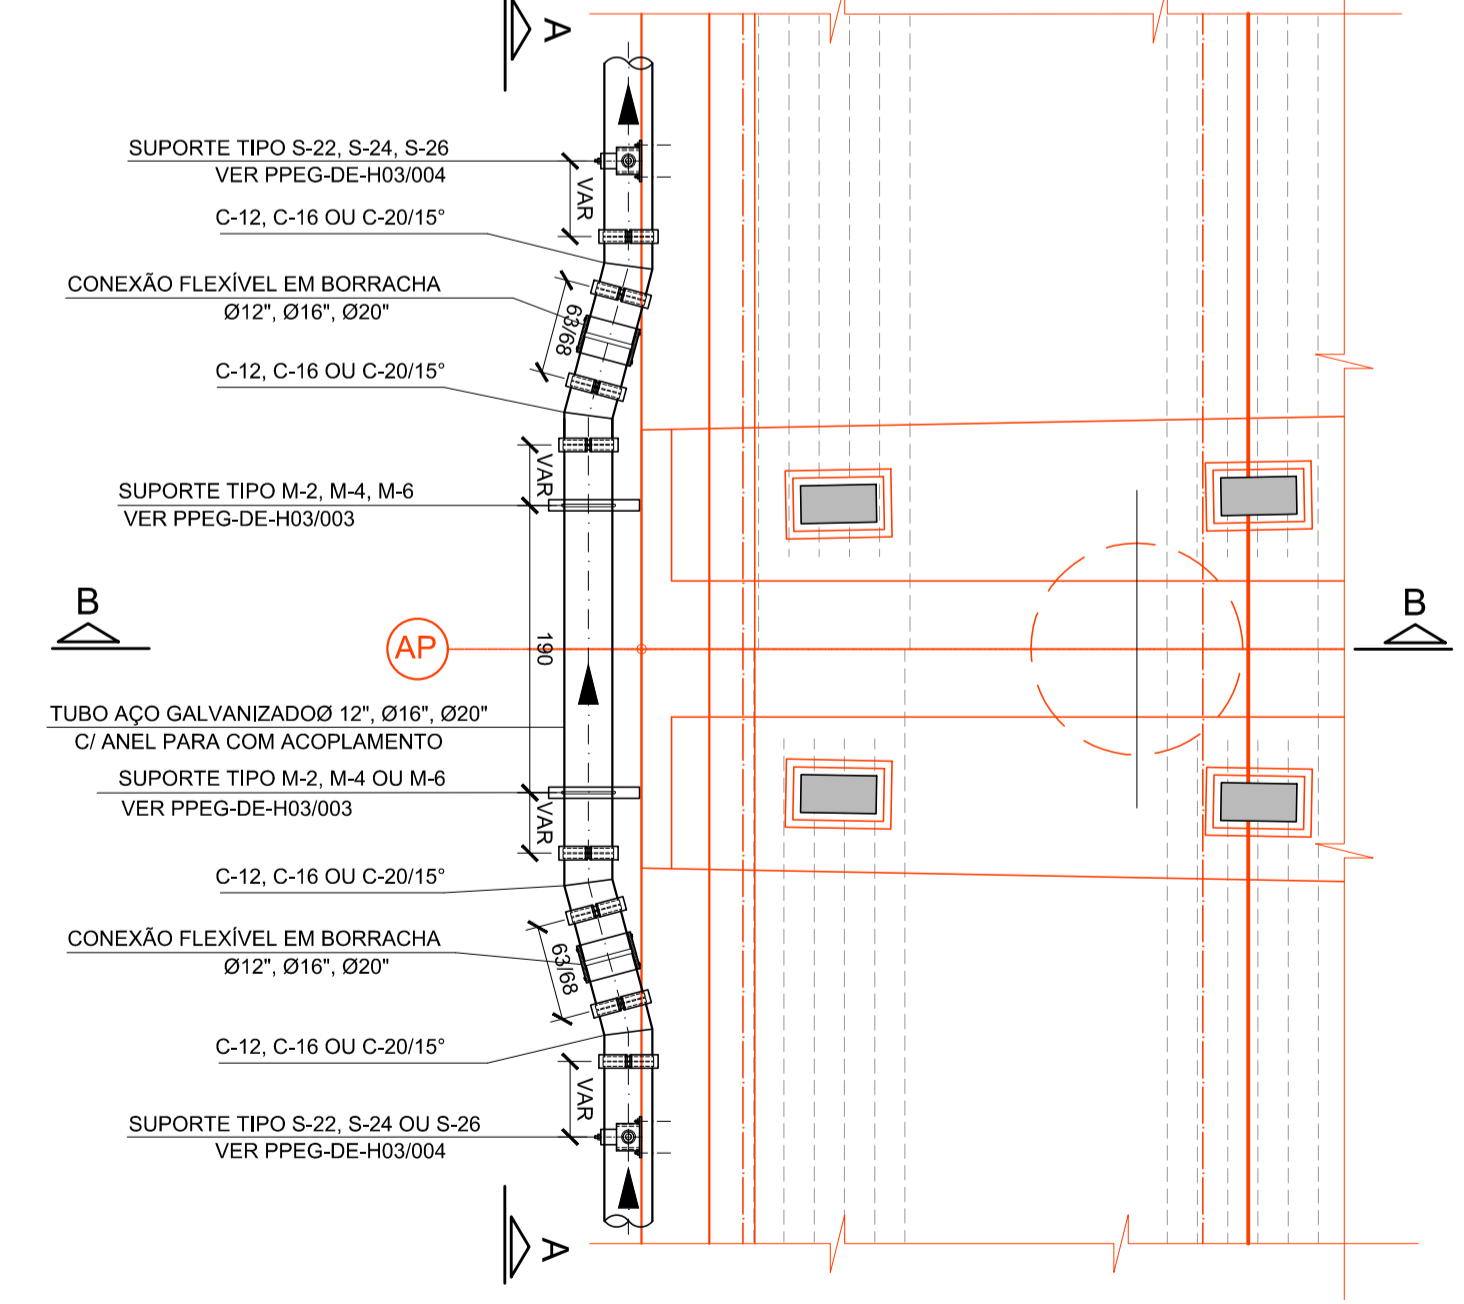 A
SUPORTE TIPO S-22, S-24, S-26
VER PPEG-DE-H03/004
VAR
C-12, C-16 OU C-20/15°
CONEXÃO FLEXÍVEL EM BORRACHA
Ø12", Ø16", Ø20"
63/68
C-12, C-16 OU C-20/15°
VAR
SUPORTE TIPO M-2, M-4, M-6
VER PPEG-DE-H03/003
B
B
AP
190
TUBO AÇO GALVANIZADOØ 12", Ø16", Ø20"
C/ ANEL PARA COM ACOPLAMENTO
SUPORTE TIPO M-2, M-4 OU M-6
VER PPEG-DE-H03/003
VAR
C-12, C-16 OU C-20/15°
CONEXÃO FLEXÍVEL EM BORRACHA
Ø12", Ø16", Ø20"
63/68
C-12, C-16 OU C-20/15°
VAR
SUPORTE TIPO S-22, S-24 OU S-26
VER PPEG-DE-H03/004
A